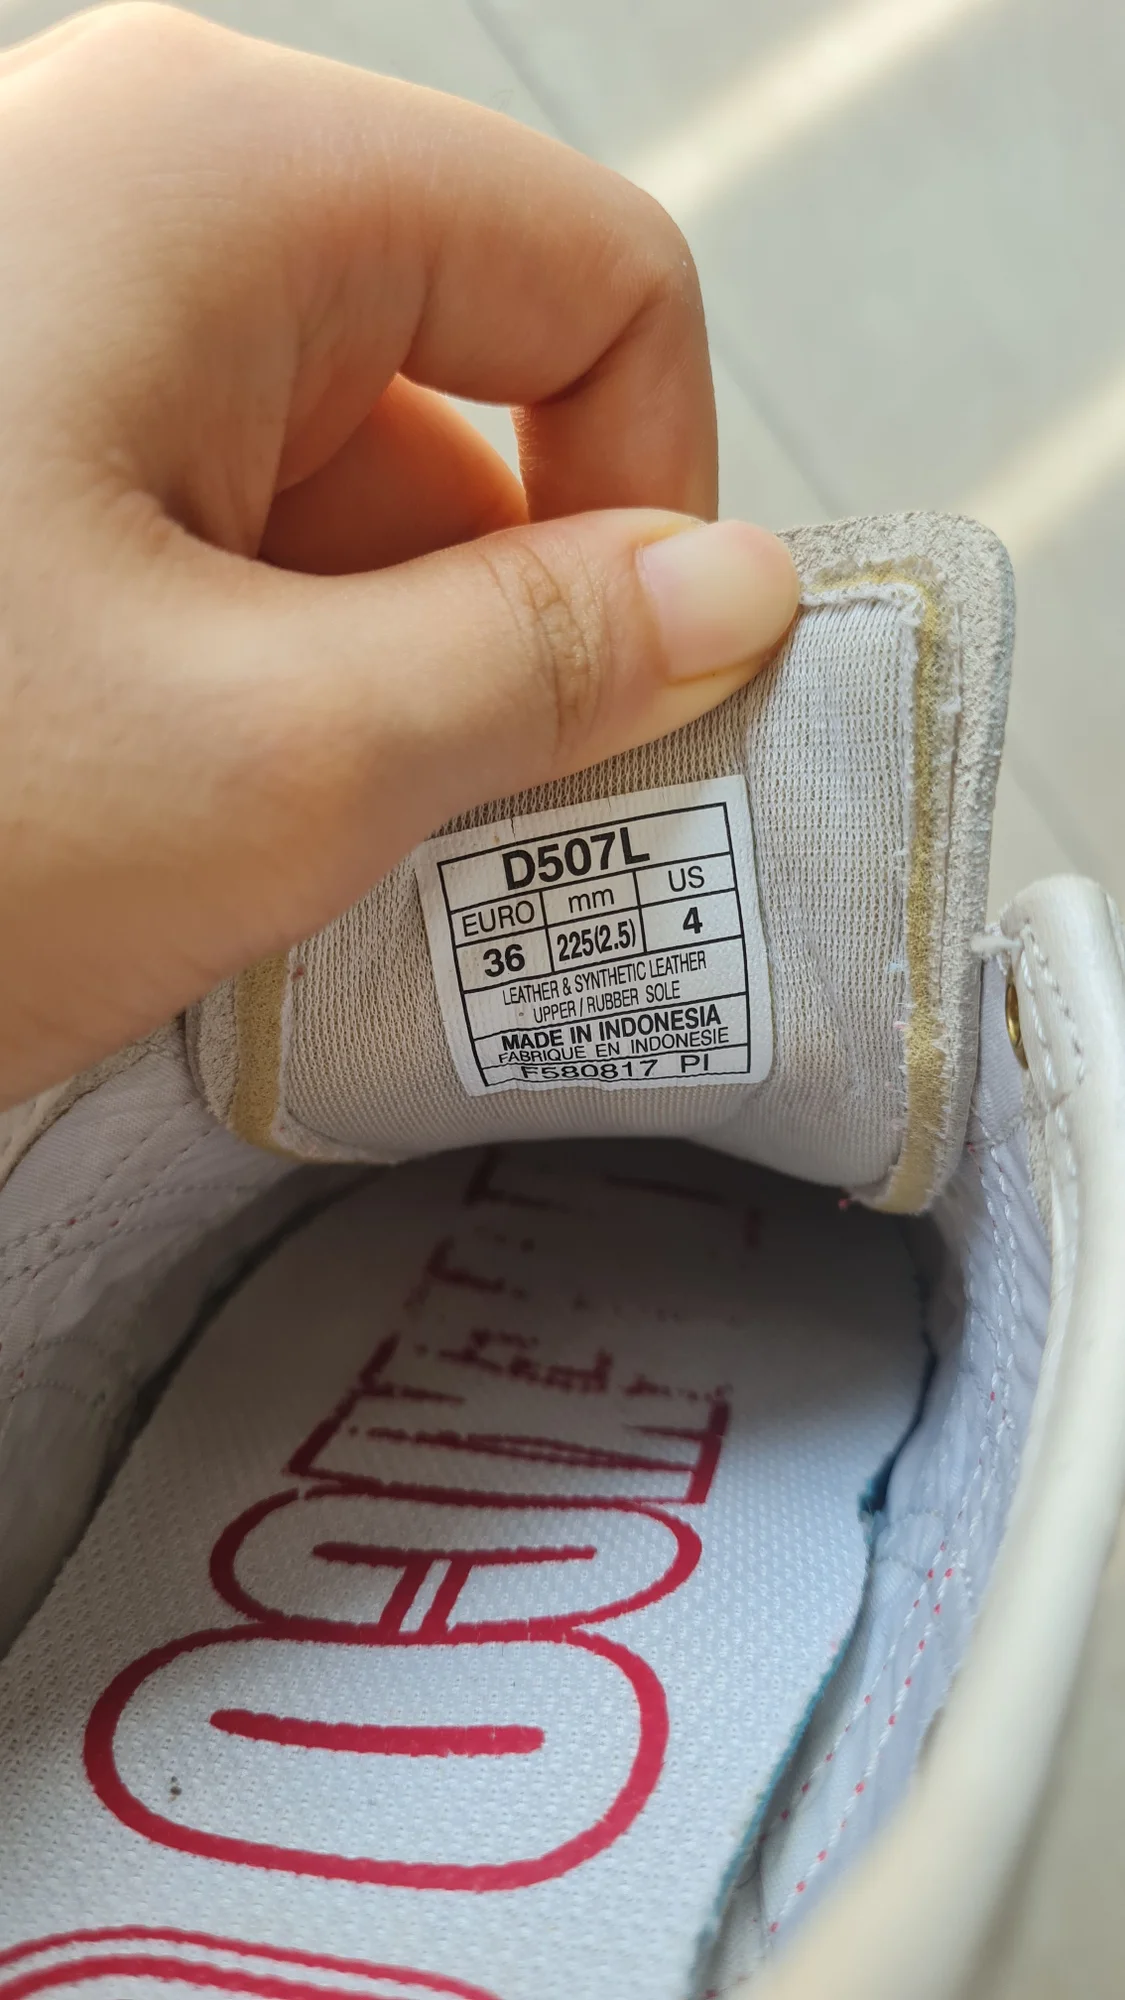 D507L
EURO mm US
36 225(2.5) 4
LEATHER & SYNTHETIC LEATHER
UPPER / RUBBER SOLE
MADE IN INDONESIA
FABRIQUE EN INDONESIE
F580817 PI